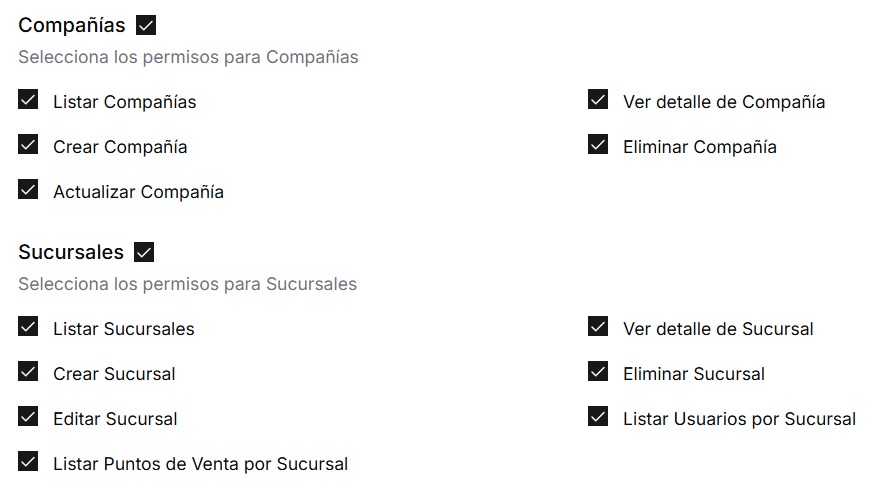 Compañías
Selecciona los permisos para Compañías
Listar Compañías
Ver detalle de Compañía
Crear Compañía
Eliminar Compañía
Actualizar Compañía
Sucursales
Selecciona los permisos para Sucursales
Listar Sucursales
Ver detalle de Sucursal
Crear Sucursal
Eliminar Sucursal
Editar Sucursal
Listar Usuarios por Sucursal
Listar Puntos de Venta por Sucursal